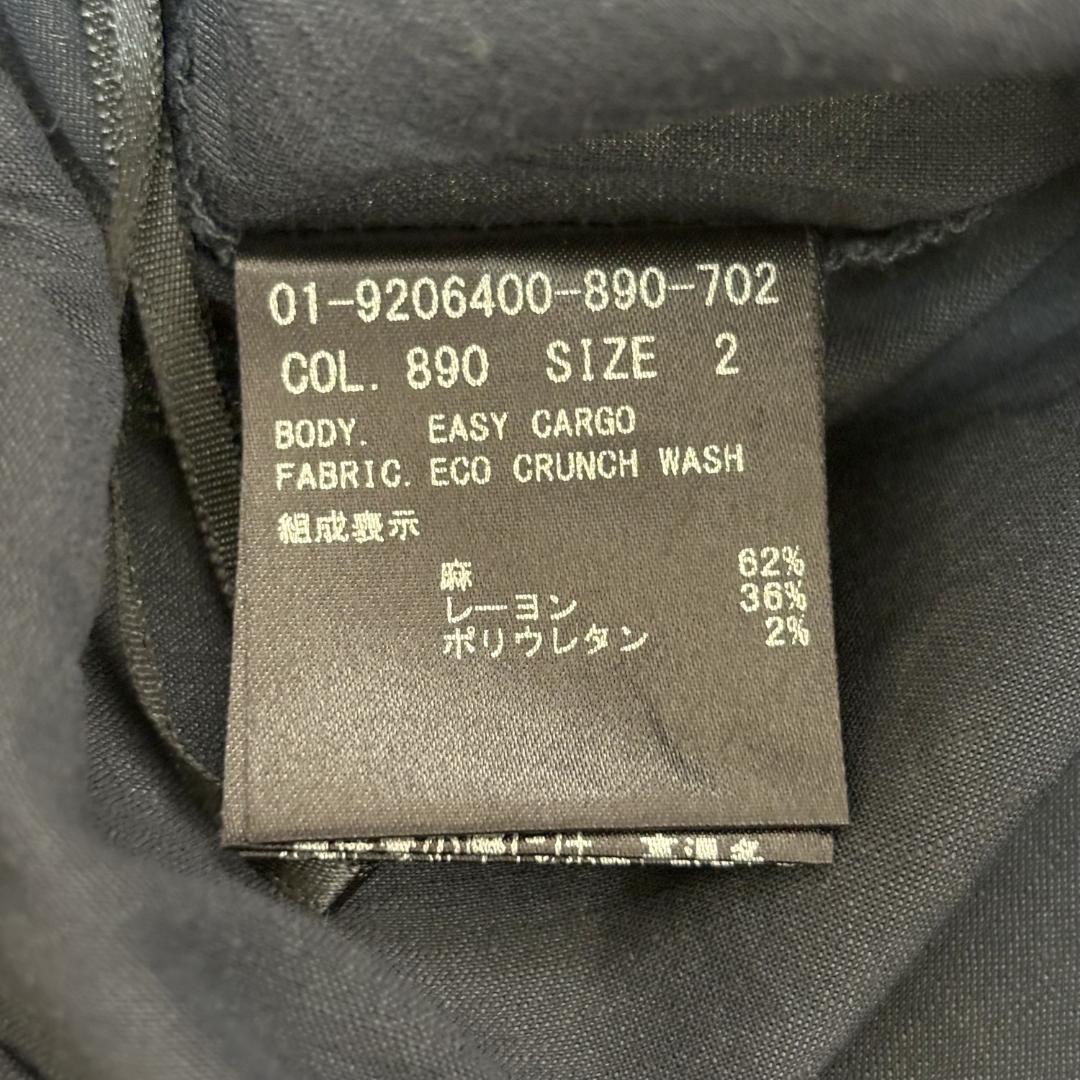 01-9206400-890-702
COL. 890 SIZE 2
BODY. EASY CARGO
FABRIC. ECO CRUNCH WASH
組成表示
麻 62%
レーヨン 36%
ポリウレタン 2%